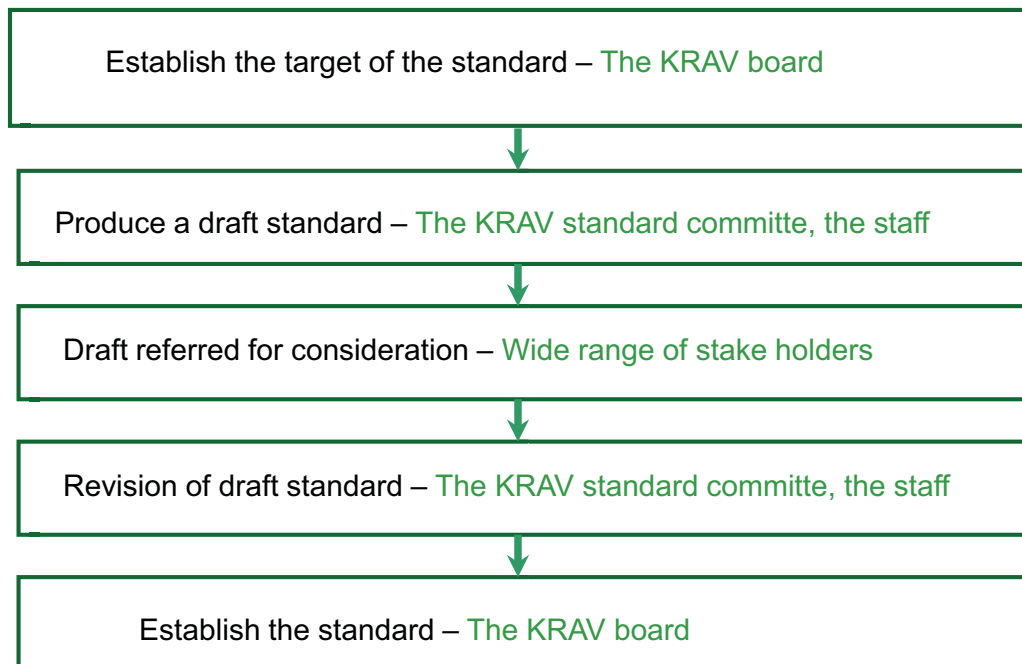 Establish the target of the standard – The KRAV board
Produce a draft standard – The KRAV standard committe, the staff
Draft referred for consideration – Wide range of stake holders
Revision of draft standard – The KRAV standard committe, the staff
Establish the standard – The KRAV board